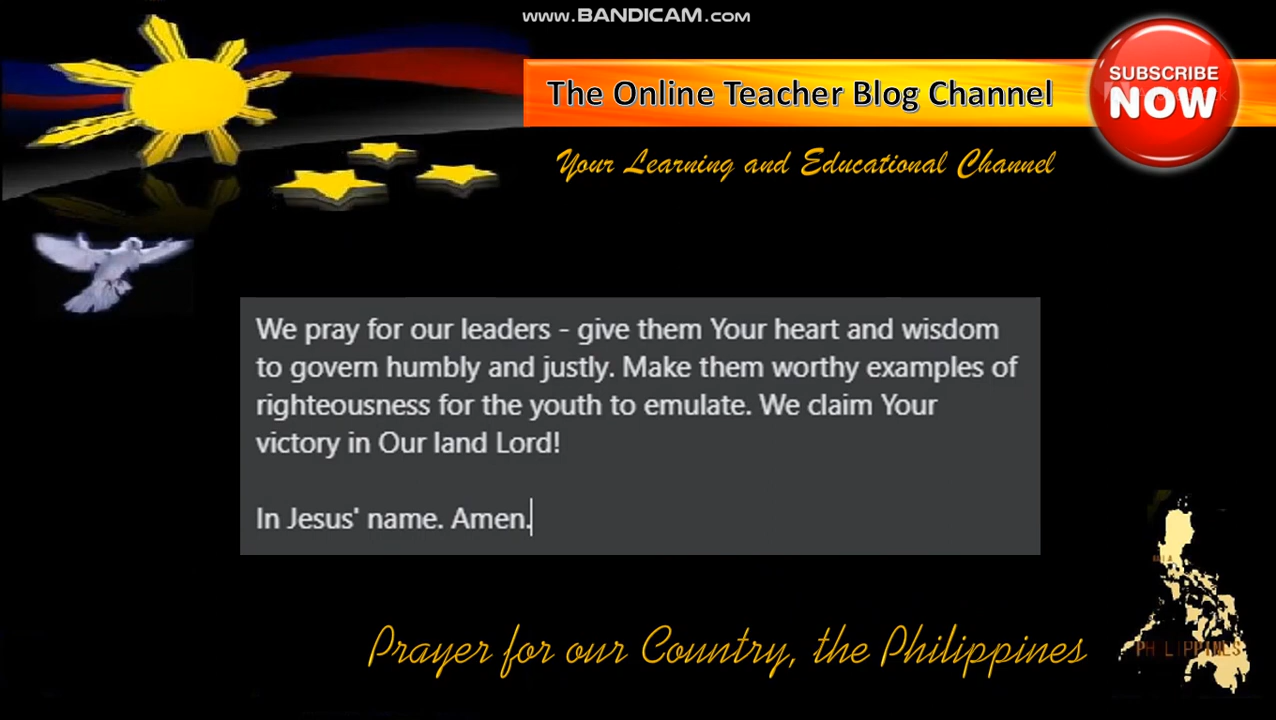 www.BANDICAM.com
The Online Teacher Blog Channel
SUBSCRIBE
NOW
Your Learning and Educational Channel
We pray for our leaders - give them Your heart and wisdom
to govern humbly and justly. Make them worthy examples of
righteousness for the youth to emulate. We claim Your
victory in Our land Lord!
In Jesus' name. Amen.
PHILIPPINES
Prayer for our Country, the Philippines